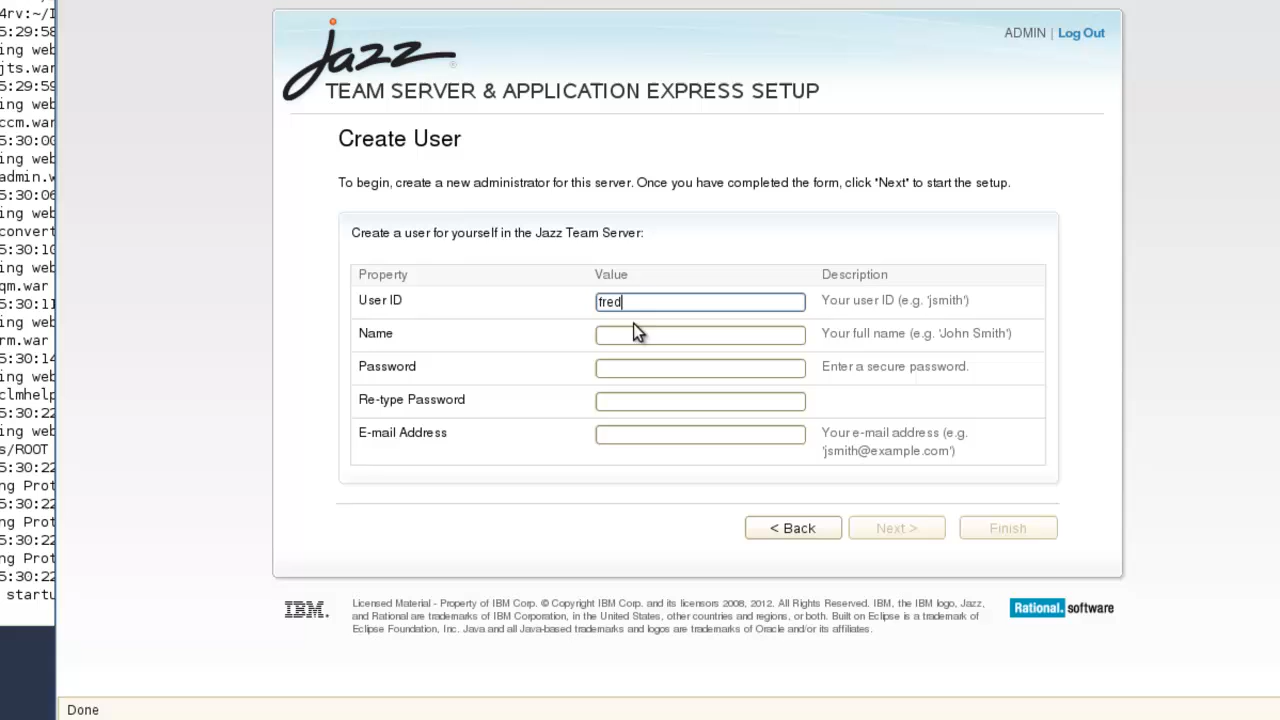 4rv:~/I
5:29:58
ing web
jts.war
5:29:59
ing web
ccm.war
5:30:00
ing web
admin.w
5:30:06
ing web
convert
5:30:10
ing web
qm.war
5:30:11
ing web
rm.war
5:30:14
ing web
clmhelp
5:30:22
ing web
s/ROOT
5:30:22
ng Prot
5:30:22
ng Prot
5:30:22
ng Prot
5:30:22
startu
ADMIN | Log Out
jazz
TEAM SERVER & APPLICATION EXPRESS SETUP
Create User
To begin, create a new administrator for this server. Once you have completed the form, click "Next" to start the setup.
Create a user for yourself in the Jazz Team Server:
Property Value Description
User ID fred Your user ID (e.g. 'jsmith')
Name Your full name (e.g. 'John Smith')
Password Enter a secure password.
Re-type Password
E-mail Address Your e-mail address (e.g.
'jsmith@example.com')
< Back Next > Finish
IBM.
Licensed Material - Property of IBM Corp. © Copyright IBM Corp. and its licensors 2008, 2012. All Rights Reserved. IBM, the IBM logo, Jazz,
and Rational are trademarks of IBM Corporation, in the United States, other countries and regions, or both. Built on Eclipse is a trademark of
Eclipse Foundation, Inc. Java and all Java-based trademarks and logos are trademarks of Oracle and/or its affiliates.
Rational. software
Done